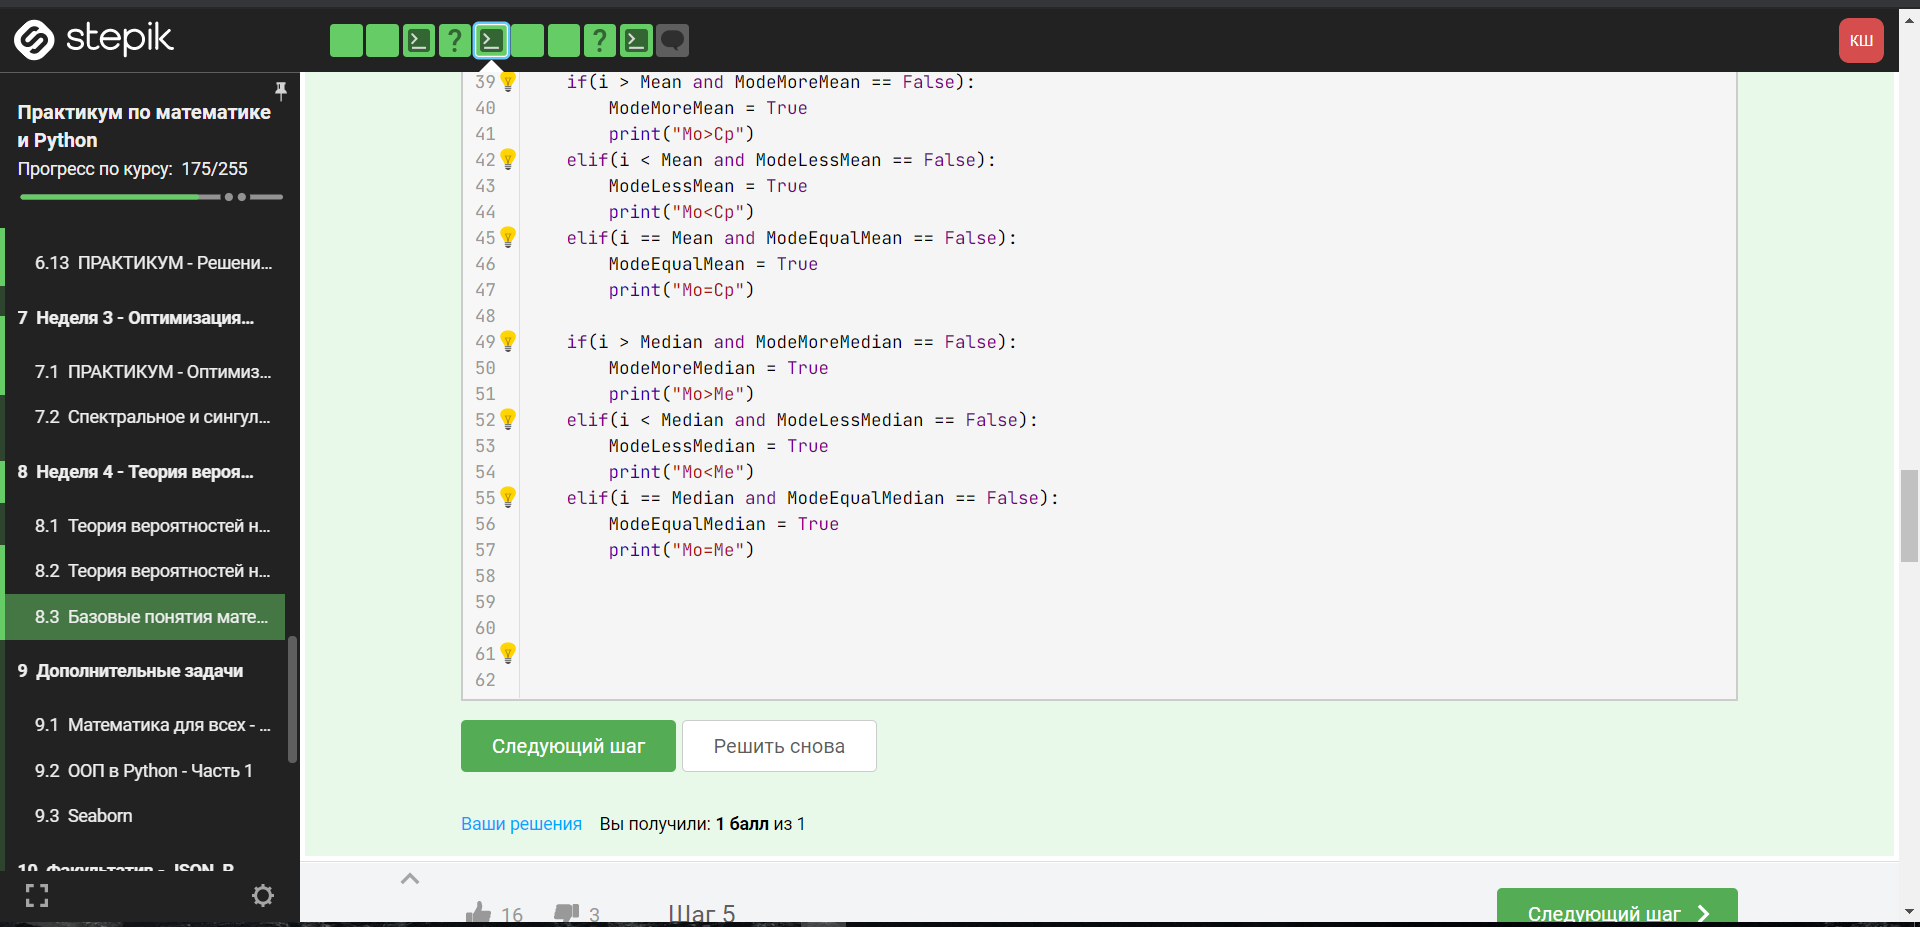 stepik
КШ
Практикум по математике
и Python
Прогресс по курсу: 175/255
6.13 ПРАКТИКУМ - Решени...
7 Неделя 3 - Оптимизация...
7.1 ПРАКТИКУМ - Оптимиз...
7.2 Спектральное и сингул...
8 Неделя 4 - Теория вероя...
8.1 Теория вероятностей н...
8.2 Теория вероятностей н...
8.3 Базовые понятия мате...
9 Дополнительные задачи
9.1 Математика для всех - ...
9.2 ООП в Python - Часть 1
9.3 Seaborn
10 Факультатив - JSON, P
39 if(i > Mean and ModeMoreMean == False):
40 ModeMoreMean = True
41 print("Mo>Cp")
42 elif(i < Mean and ModeLessMean == False):
43 ModeLessMean = True
44 print("Mo<Cp")
45 elif(i == Mean and ModeEqualMean == False):
46 ModeEqualMean = True
47 print("Mo=Cp")
48
49 if(i > Median and ModeMoreMedian == False):
50 ModeMoreMedian = True
51 print("Mo>Me")
52 elif(i < Median and ModeLessMedian == False):
53 ModeLessMedian = True
54 print("Mo<Me")
55 elif(i == Median and ModeEqualMedian == False):
56 ModeEqualMedian = True
57 print("Mo=Me")
58
59
60
61
62
Следующий шаг
Решить снова
Ваши решения Вы получили: 1 балл из 1
16 3 Шаг 5
Следующий шаг